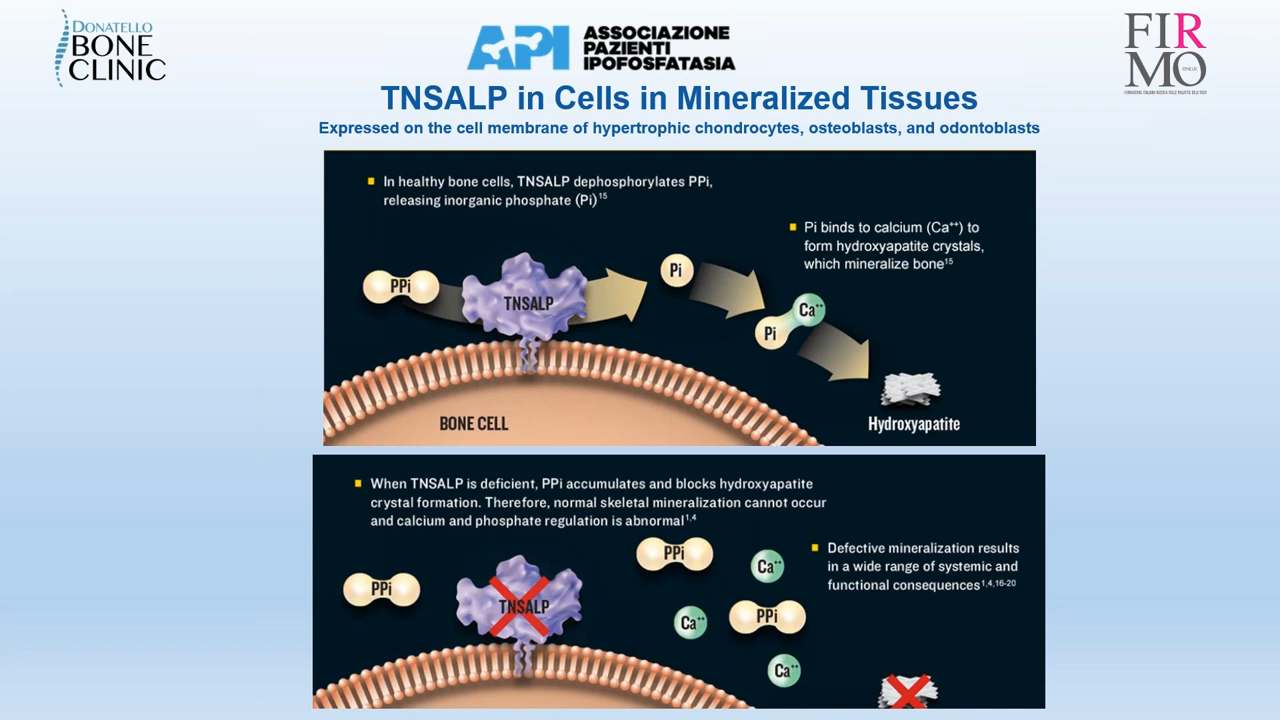 DONATELLO
BONE
CLINIC
API
ASSOCIAZIONE
PAZIENTI
IPOFOSFATASIA
FIR
MO
TNSALP in Cells in Mineralized Tissues
Expressed on the cell membrane of hypertrophic chondrocytes, osteoblasts, and odontoblasts
In healthy bone cells, TNSALP dephosphorylates PPi,
releasing inorganic phosphate (Pi)15
Pi binds to calcium (Ca++) to
form hydroxyapatite crystals,
which mineralize bone15
PPi
TNSALP
Pi
Pi
Ca++
BONE CELL
Hydroxyapatite
When TNSALP is deficient, PPi accumulates and blocks hydroxyapatite
crystal formation. Therefore, normal skeletal mineralization cannot occur
and calcium and phosphate regulation is abnormal1,4
Defective mineralization results
in a wide range of systemic and
functional consequences1,4,16-20
PPi
TNSALP
PPi
Ca++
Ca++
PPi
Ca++